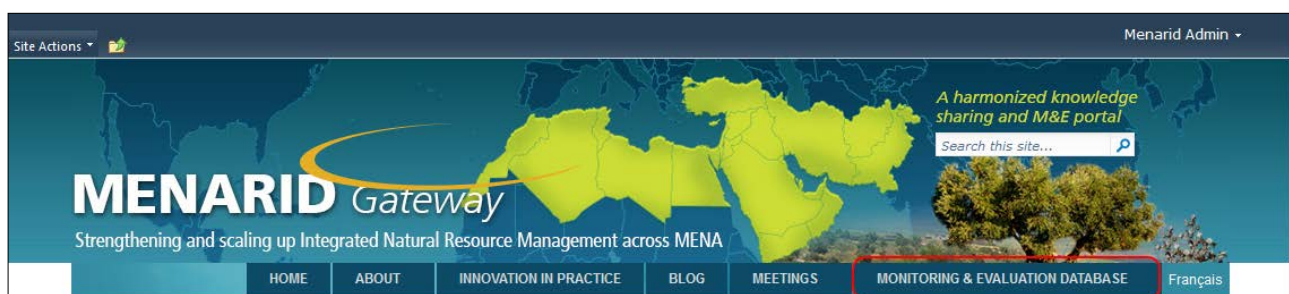 Menarid Admin
Site Actions
A harmonized knowledge
sharing and M&E portal
Search this site...
MENARID Gateway
Strengthening and scaling up Integrated Natural Resource Management across MENA
HOME ABOUT INNOVATION IN PRACTICE BLOG MEETINGS MONITORING & EVALUATION DATABASE Français